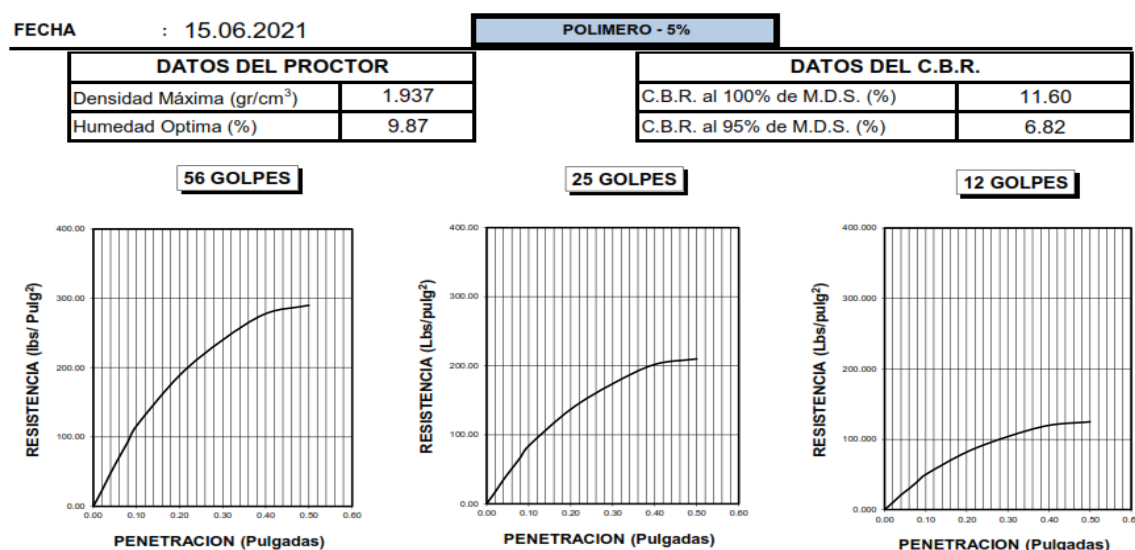 FECHA : 15.06.2021 POLIMERO - 5%
DATOS DEL PROCTOR
Densidad Máxima (gr/cm³) 1.937
Humedad Optima (%) 9.87
DATOS DEL C.B.R.
C.B.R. al 100% de M.D.S. (%) 11.60
C.B.R. al 95% de M.D.S. (%) 6.82
56 GOLPES
RESISTENCIA (lbs/ Pulg²)
400.00
300.00
200.00
100.00
0.00
0.00 0.10 0.20 0.30 0.40 0.50 0.60
PENETRACION (Pulgadas)
25 GOLPES
RESISTENCIA (Lbs/pulg²)
400.00
300.00
200.00
100.00
0.00
0.00 0.10 0.20 0.30 0.40 0.50 0.60
PENETRACION (Pulgadas)
12 GOLPES
RESISTENCIA (Lbs/pulg²)
400.000
300.000
200.000
100.000
0.000
0.00 0.10 0.20 0.30 0.40 0.50 0.60
PENETRACION (Pulgadas)